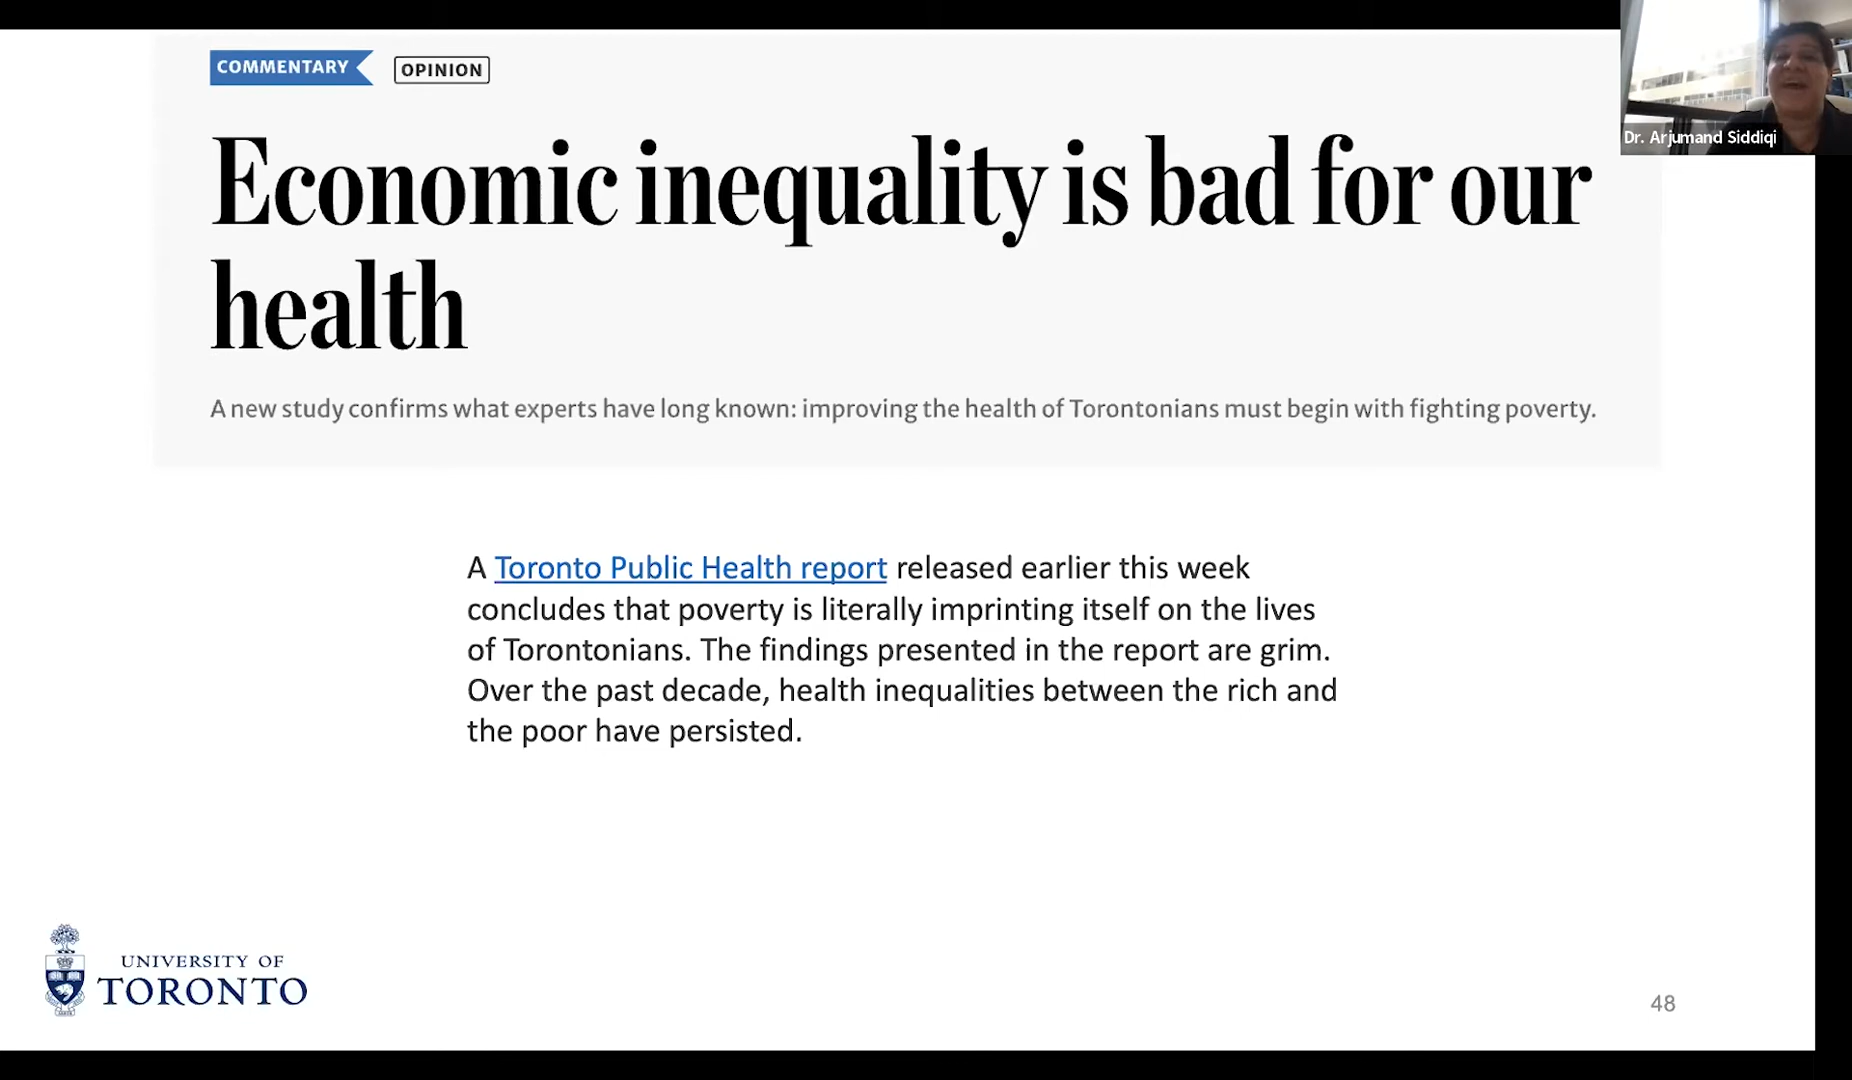 COMMENTARY
OPINION
Economic inequality is bad for our
health
A new study confirms what experts have long known: improving the health of Torontonians must begin with fighting poverty.
Dr. Arjumand Siddiqi
A Toronto Public Health report released earlier this week
concludes that poverty is literally imprinting itself on the lives
of Torontonians. The findings presented in the report are grim.
Over the past decade, health inequalities between the rich and
the poor have persisted.
UNIVERSITY OF
TORONTO
48